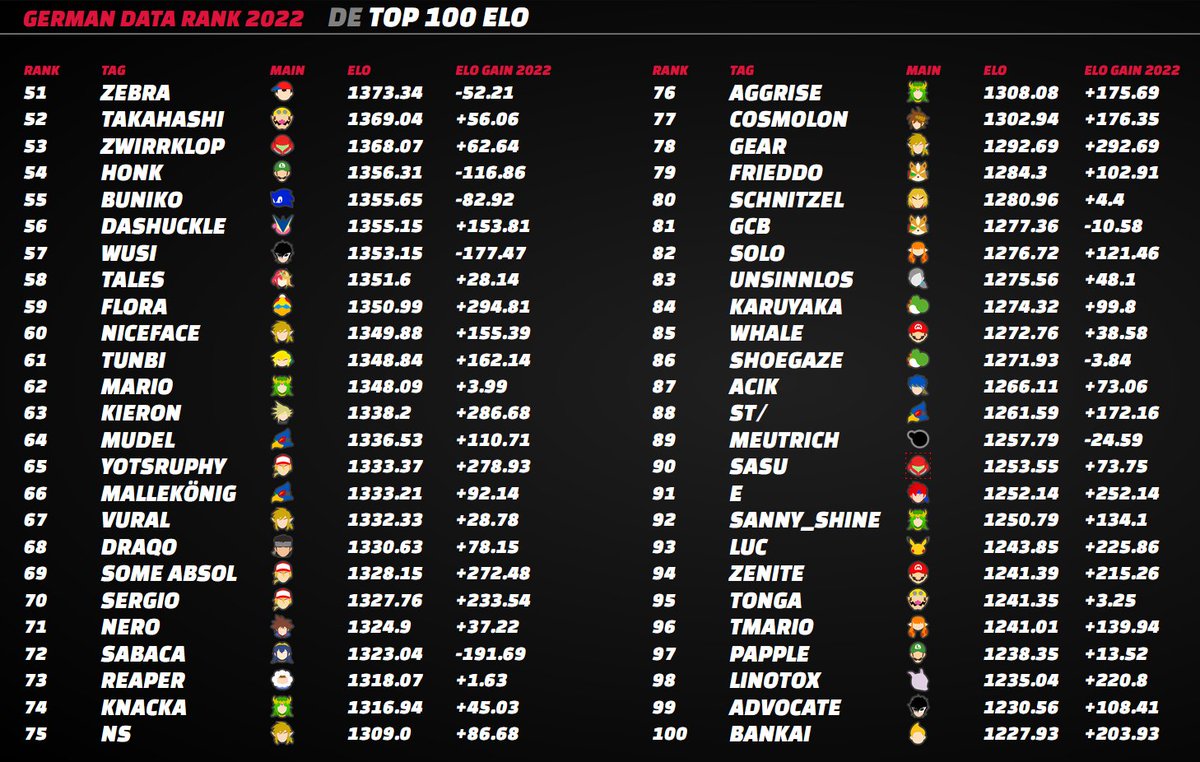 GERMAN DATA RANK 2022 DE TOP 100 ELO
RANK TAG MAIN ELO ELO GAIN 2022
51 ZEBRA 1373.34 -52.21
52 TAKAHASHI 1369.04 +56.06
53 ZWIRRKLOP 1368.07 +62.64
54 HONK 1356.31 -116.86
55 BUNIKO 1355.65 -82.92
56 DASHUCKLE 1355.15 +153.81
57 WUSI 1353.15 -177.47
58 TALES 1351.6 +28.14
59 FLORA 1350.99 +294.81
60 NICEFACE 1349.88 +155.39
61 TUNBI 1348.84 +162.14
62 MARIO 1348.09 +3.99
63 KIERON 1338.2 +286.68
64 MUDEL 1336.53 +110.71
65 YOTSRUPHY 1333.37 +278.93
66 MALLEKÖNIG 1333.21 +92.14
67 VURAL 1332.33 +28.78
68 DRAQO 1330.63 +78.15
69 SOME ABSOL 1328.15 +272.48
70 SERGIO 1327.76 +233.54
71 NERO 1324.9 +37.22
72 SABACA 1323.04 -191.69
73 REAPER 1318.07 +1.63
74 KNACKA 1316.94 +45.03
75 NS 1309.0 +86.68
RANK TAG MAIN ELO ELO GAIN 2022
76 AGGRISE 1308.08 +175.69
77 COSMOLON 1302.94 +176.35
78 GEAR 1292.69 +292.69
79 FRIEDDO 1284.3 +102.91
80 SCHNITZEL 1280.96 +4.4
81 GCB 1277.36 -10.58
82 SOLO 1276.72 +121.46
83 UNSINNLOS 1275.56 +48.1
84 KARUYAKA 1274.32 +99.8
85 WHALE 1272.76 +38.58
86 SHOEGAZE 1271.93 -3.84
87 ACIK 1266.11 +73.06
88 ST/ 1261.59 +172.16
89 MEUTRICH 1257.79 -24.59
90 SASU 1253.55 +73.75
91 E 1252.14 +252.14
92 SANNY_SHINE 1250.79 +134.1
93 LUC 1243.85 +225.86
94 ZENITE 1241.39 +215.26
95 TONGA 1241.35 +3.25
96 TMARIO 1241.01 +139.94
97 PAPPLE 1238.35 +13.52
98 LINOTOX 1235.04 +220.8
99 ADVOCATE 1230.56 +108.41
100 BANKAI 1227.93 +203.93